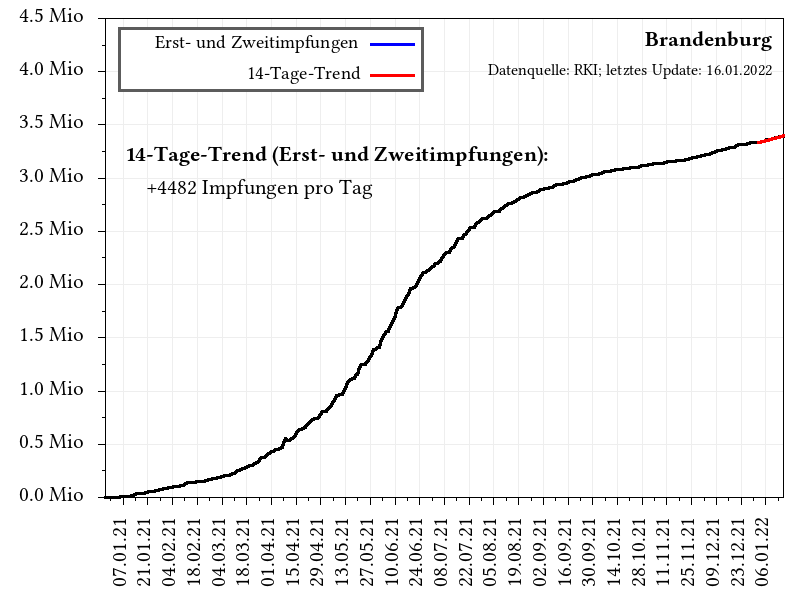 4.5 Mio
4.0 Mio
3.5 Mio
3.0 Mio
2.5 Mio
2.0 Mio
1.5 Mio
1.0 Mio
0.5 Mio
0.0 Mio
Erst- und Zweitimpfungen
14-Tage-Trend
Brandenburg
Datenquelle: RKI; letztes Update: 16.01.2022
14-Tage-Trend (Erst- und Zweitimpfungen):
+4482 Impfungen pro Tag
07.01.21
21.01.21
04.02.21
18.02.21
04.03.21
18.03.21
01.04.21
15.04.21
29.04.21
13.05.21
27.05.21
10.06.21
24.06.21
08.07.21
22.07.21
05.08.21
19.08.21
02.09.21
16.09.21
30.09.21
14.10.21
28.10.21
11.11.21
25.11.21
09.12.21
23.12.21
06.01.22